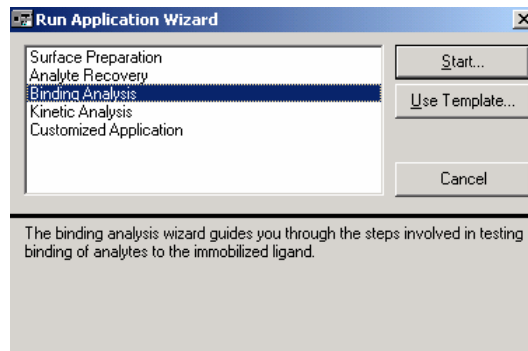 Run Application Wizard
Surface Preparation
Analyte Recovery
Binding Analysis
Kinetic Analysis
Customized Application
Start...
Use Template...
Cancel
The binding analysis wizard guides you through the steps involved in testing
binding of analytes to the immobilized ligand.